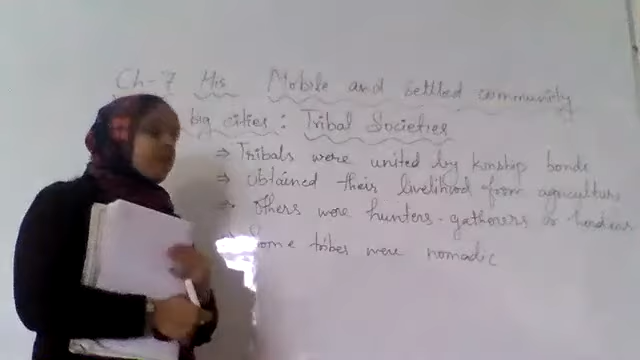 Ch-7 His Mobile and settled community
big cities: Tribal Societies
⇒ Tribals were united by kinship bonds
⇒ obtained their livelihood from agriculture
⇒ others were hunters-gatherers or herders
Some tribes were nomadic